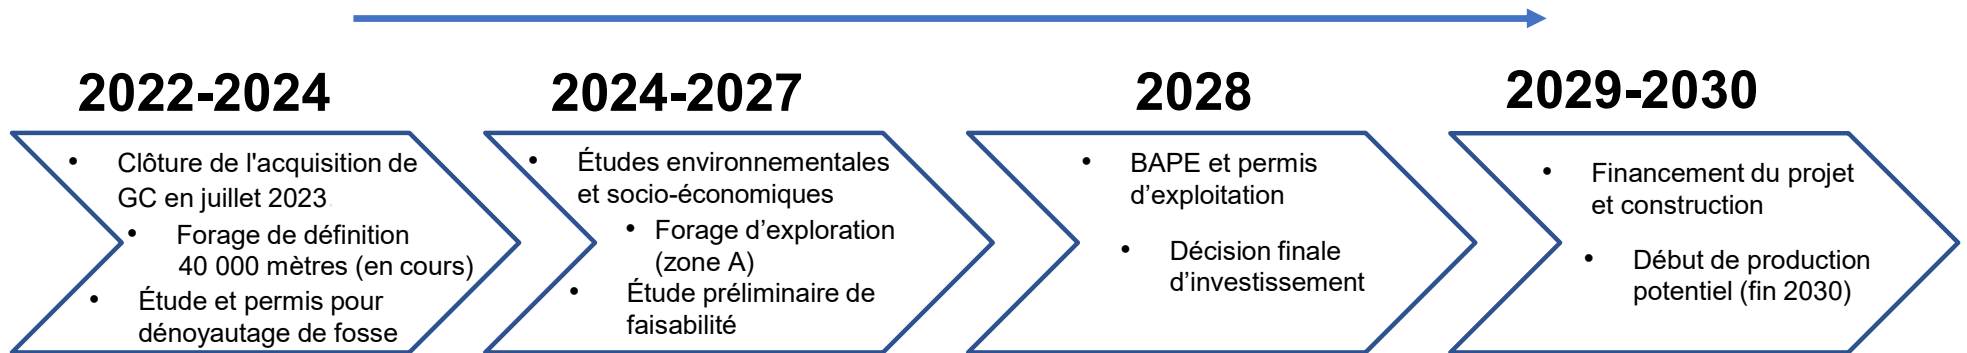 2022-2024
• Clôture de l'acquisition de
GC en juillet 2023
• Forage de définition
40 000 mètres (en cours)
• Étude et permis pour
dénoyautage de fosse
2024-2027
• Études environnementales
et socio-économiques
• Forage d’exploration
(zone A)
• Étude préliminaire de
faisabilité
2028
• BAPE et permis
d’exploitation
• Décision finale
d’investissement
2029-2030
• Financement du projet
et construction
• Début de production
potentiel (fin 2030)